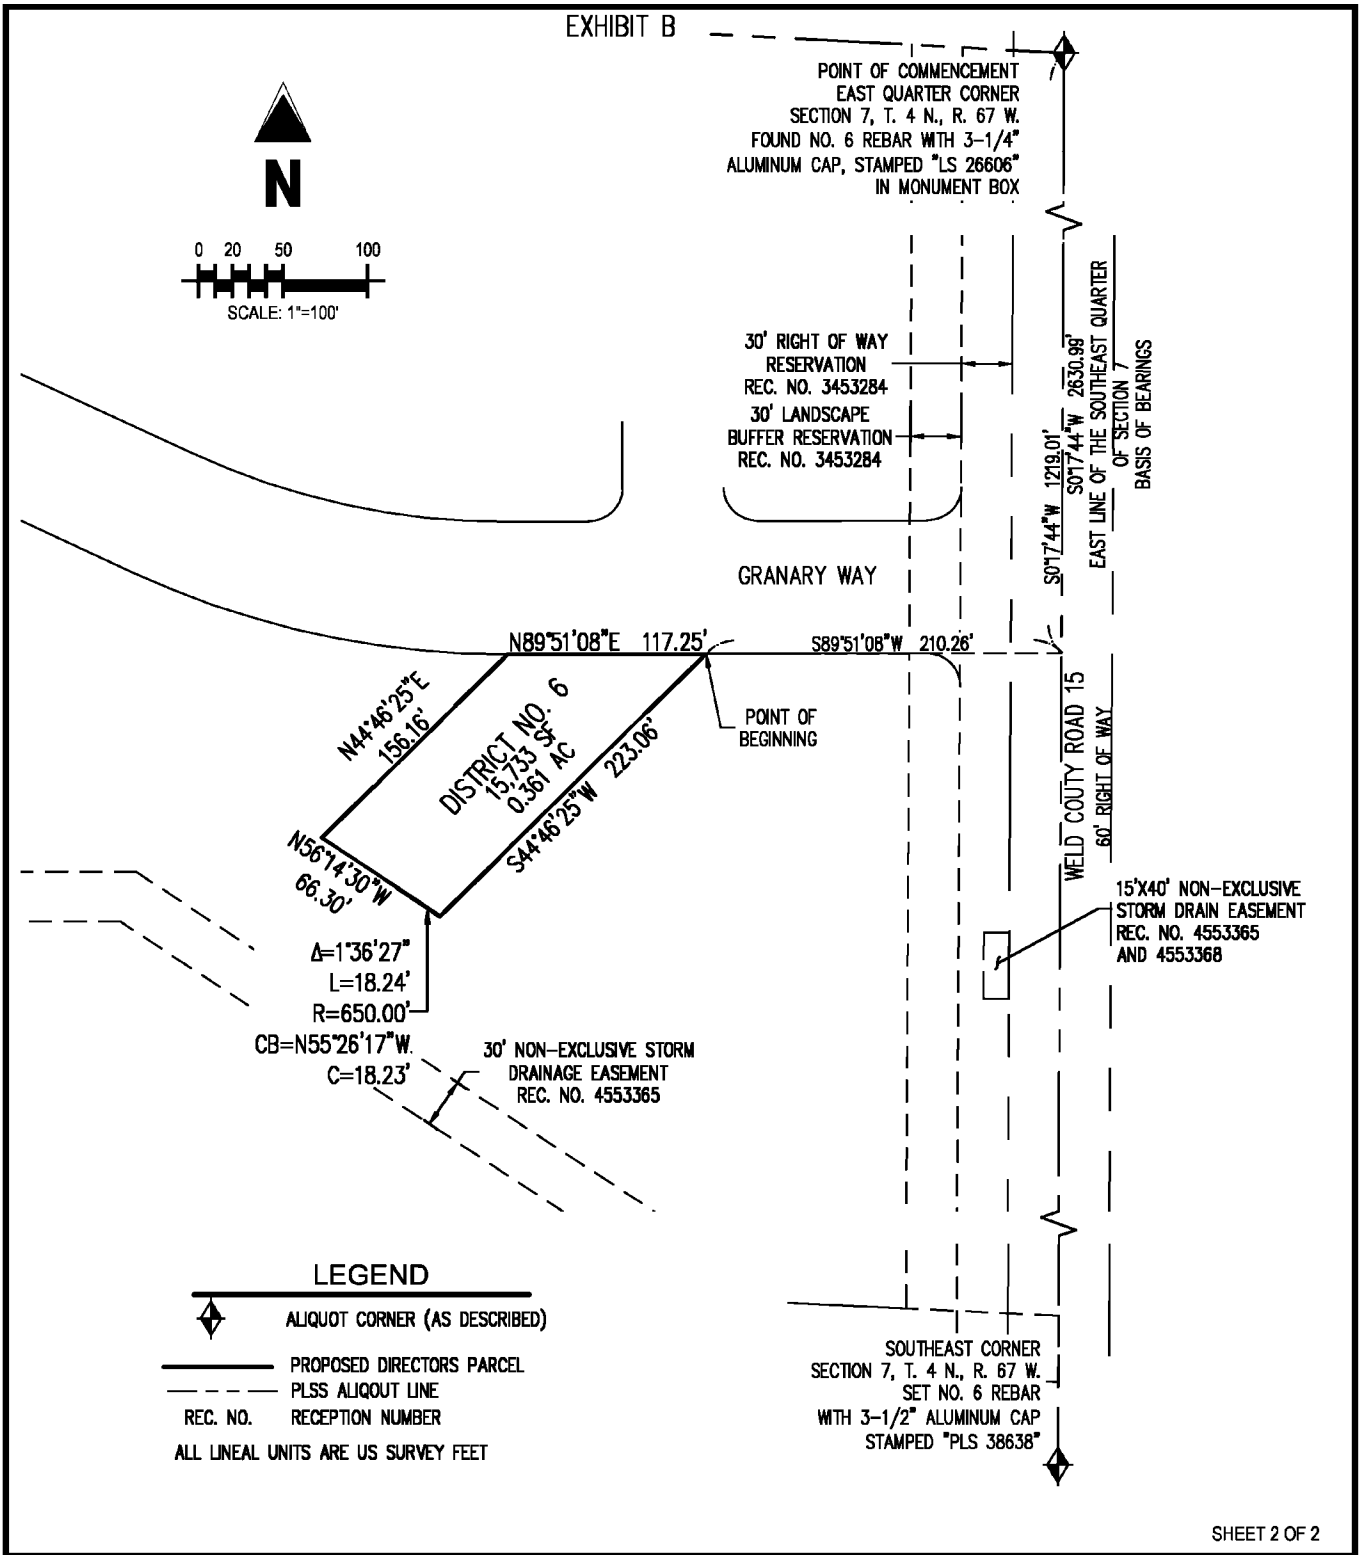 EXHIBIT B
POINT OF COMMENCEMENT
EAST QUARTER CORNER
SECTION 7, T. 4 N., R. 67 W.
FOUND NO. 6 REBAR WITH 3-1/4"
ALUMINUM CAP, STAMPED "LS 26606"
IN MONUMENT BOX
N
0 20 50 100
SCALE: 1"=100'
30' RIGHT OF WAY
RESERVATION
REC. NO. 3453284
30' LANDSCAPE
BUFFER RESERVATION
REC. NO. 3453284
S0°17'44"W 1219.01'
S0°17'44"W 2630.99'
EAST LINE OF THE SOUTHEAST QUARTER
OF SECTION 7
BASIS OF BEARINGS
GRANARY WAY
N89°51'08"E 117.25'
S89°51'08"W 210.26'
N44°46'25"E
156.16'
DISTRICT NO. 6
15,733 SF
0.361 AC
S44°46'25"W 223.06'
POINT OF
BEGINNING
WELD COUTY ROAD 15
60' RIGHT OF WAY
N56°14'30"W
66.30'
15'X40' NON-EXCLUSIVE
STORM DRAIN EASEMENT
REC. NO. 4553365
AND 4553368
Δ=1°36'27"
L=18.24'
R=650.00'
CB=N55°26'17"W
C=18.23'
30' NON-EXCLUSIVE STORM
DRAINAGE EASEMENT
REC. NO. 4553365
LEGEND
ALIQUOT CORNER (AS DESCRIBED)
PROPOSED DIRECTORS PARCEL
PLSS ALIQOUT LINE
REC. NO. RECEPTION NUMBER
ALL LINEAL UNITS ARE US SURVEY FEET
SOUTHEAST CORNER
SECTION 7, T. 4 N., R. 67 W.
SET NO. 6 REBAR
WITH 3-1/2" ALUMINUM CAP
STAMPED "PLS 38638"
SHEET 2 OF 2